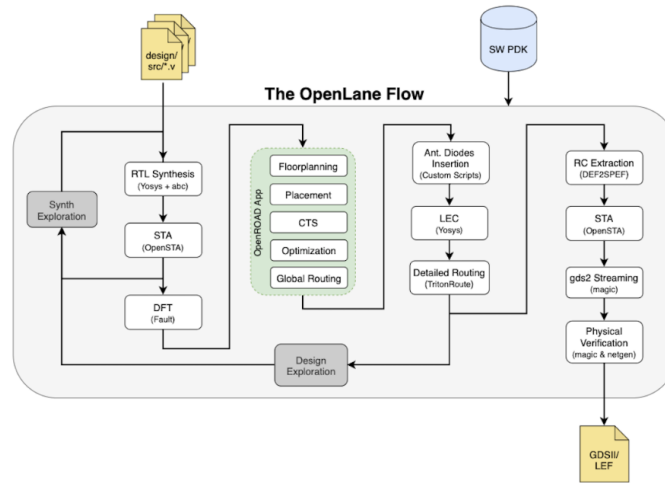 design/
src/*.v
SW PDK
The OpenLane Flow
RTL Synthesis
(Yosys + abc)
Synth
Exploration
STA
(OpenSTA)
DFT
(Fault)
OpenROAD App
Floorplanning
Placement
CTS
Optimization
Global Routing
Ant. Diodes
Insertion
(Custom Scripts)
LEC
(Yosys)
Detailed Routing
(TritonRoute)
Design
Exploration
RC Extraction
(DEF2SPEF)
STA
(OpenSTA)
gds2 Streaming
(magic)
Physical
Verification
(magic & netgen)
GDSII/
LEF